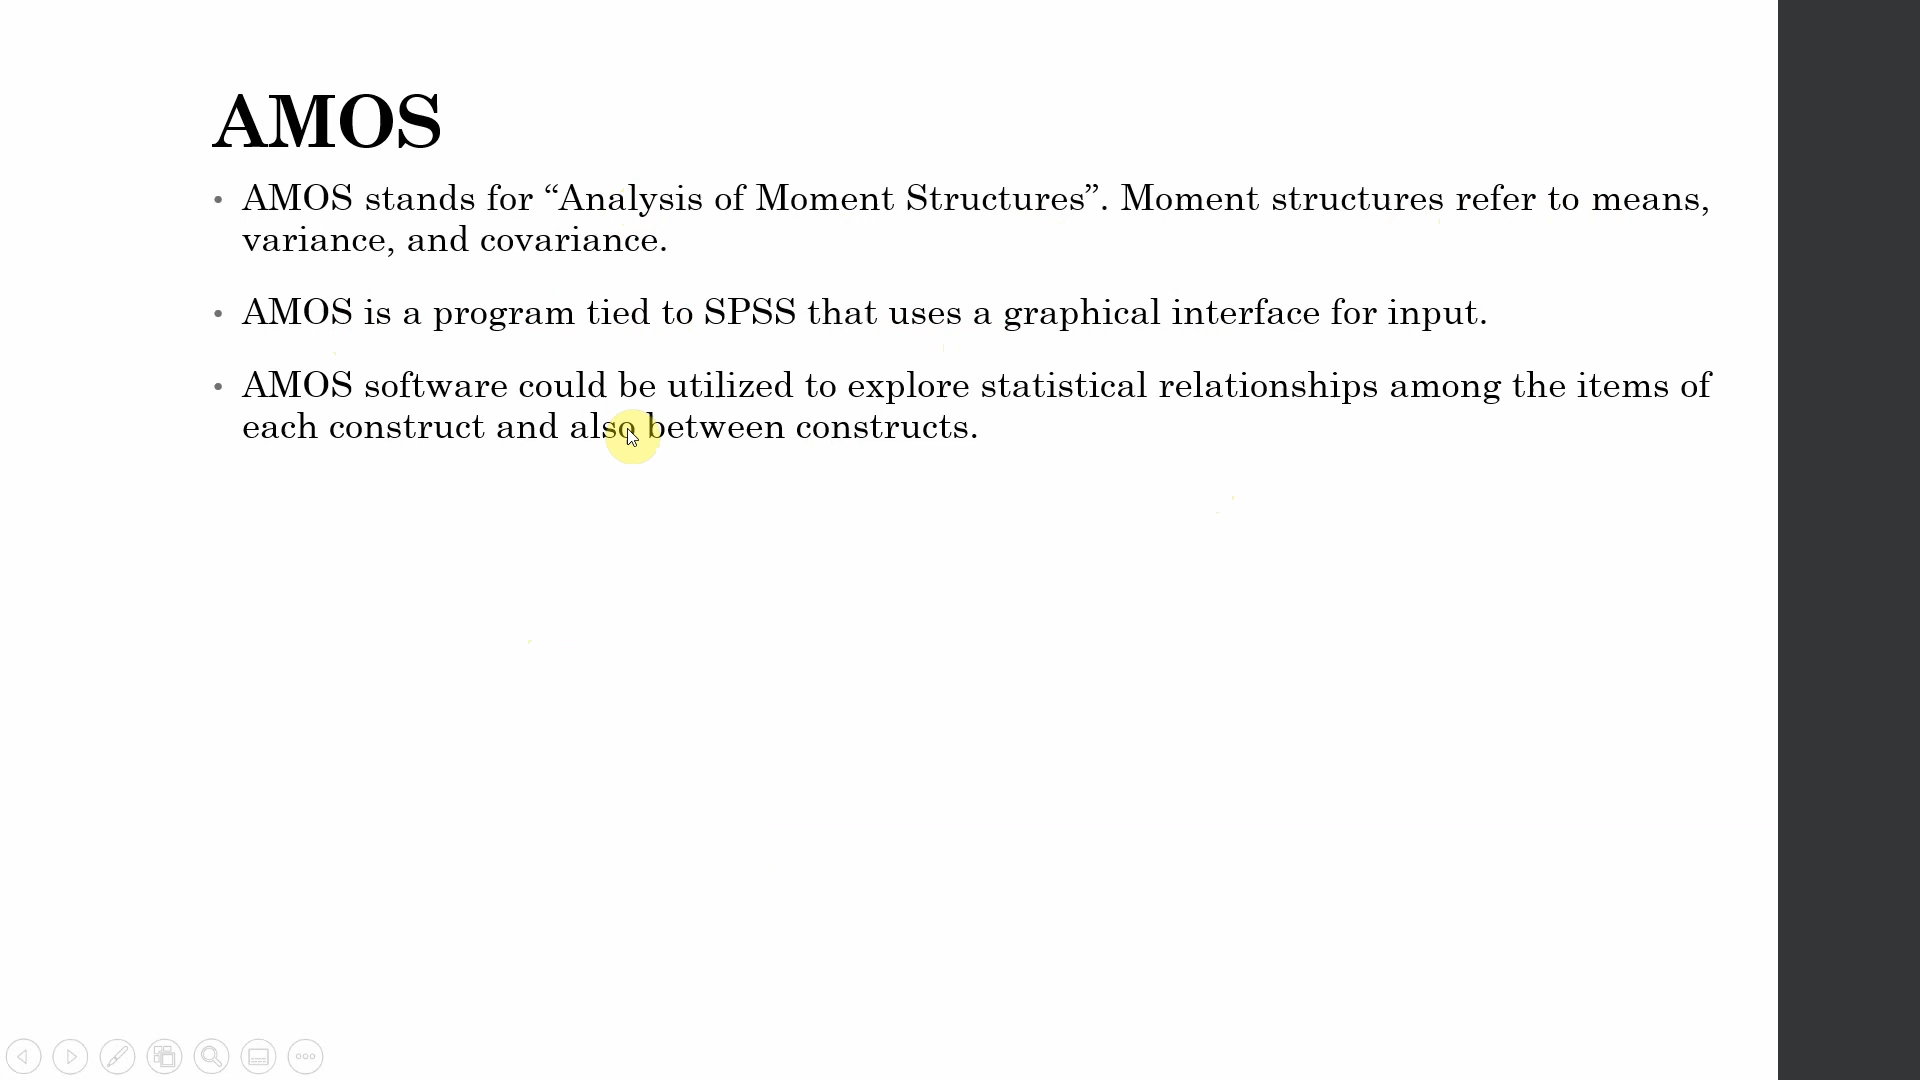 AMOS
• AMOS stands for “Analysis of Moment Structures”. Moment structures refer to means,
variance, and covariance.
• AMOS is a program tied to SPSS that uses a graphical interface for input.
• AMOS software could be utilized to explore statistical relationships among the items of
each construct and also between constructs.